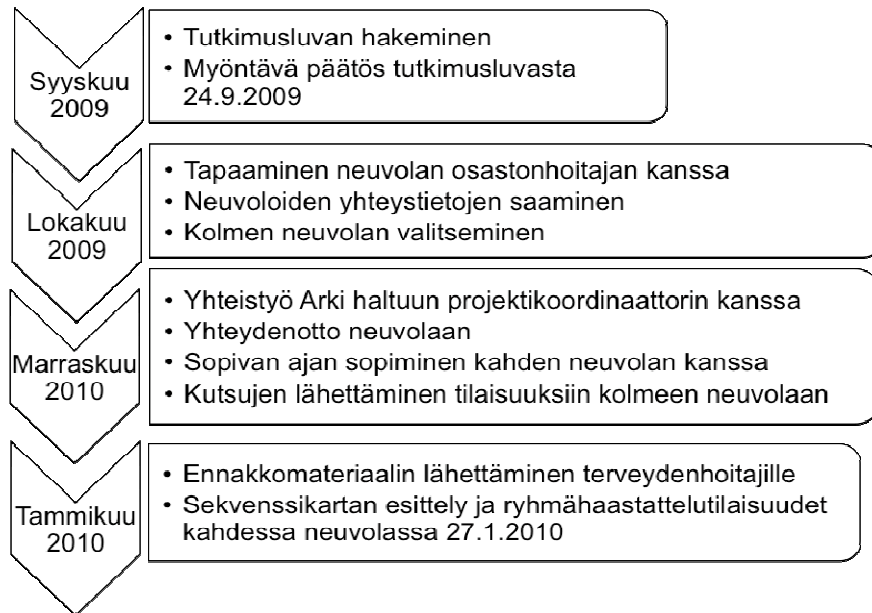 Syyskuu
2009
• Tutkimusluvan hakeminen
• Myöntävä päätös tutkimusluvasta
24.9.2009
Lokakuu
2009
• Tapaaminen neuvolan osastonhoitajan kanssa
• Neuvoloiden yhteystietojen saaminen
• Kolmen neuvolan valitseminen
Marraskuu
2010
• Yhteistyö Arki haltuun projektikoordinaattorin kanssa
• Yhteydenotto neuvolaan
• Sopivan ajan sopiminen kahden neuvolan kanssa
• Kutsujen lähettäminen tilaisuuksiin kolmeen neuvolaan
Tammikuu
2010
• Ennakkomateriaalin lähettäminen terveydenhoitajille
• Sekvenssikartan esittely ja ryhmähaastattelutilaisuudet
kahdessa neuvolassa 27.1.2010